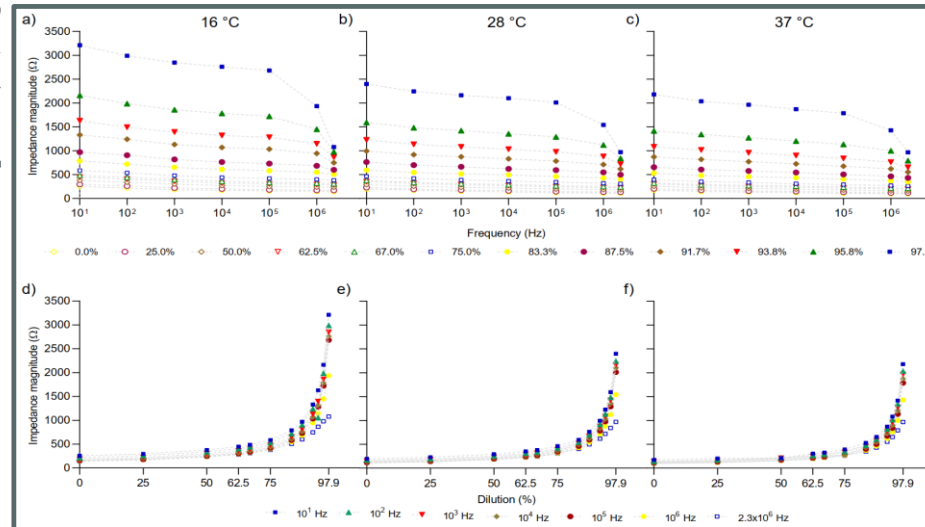 a) 16 °C b) 28 °C c) 37 °C
3500
3000
2500
2000
1500
1000
500
0
Impedance magnitude (Ω)
10¹ 10² 10³ 10⁴ 10⁵ 10⁶ 10¹ 10² 10³ 10⁴ 10⁵ 10⁶ 10¹ 10² 10³ 10⁴ 10⁵ 10⁶
Frequency (Hz)
0.0% 25.0% 50.0% 62.5% 67.0% 75.0% 83.3% 87.5% 91.7% 93.8% 95.8% 97.
d) e) f)
3500
3000
2500
2000
1500
1000
500
0
Impedance magnitude (Ω)
0 25 50 62.5 75 97.9 0 25 50 62.5 75 97.9 0 25 50 62.5 75 97.9
Dilution (%)
10¹ Hz 10² Hz 10³ Hz 10⁴ Hz 10⁵ Hz 10⁶ Hz 2.3x10⁶ Hz